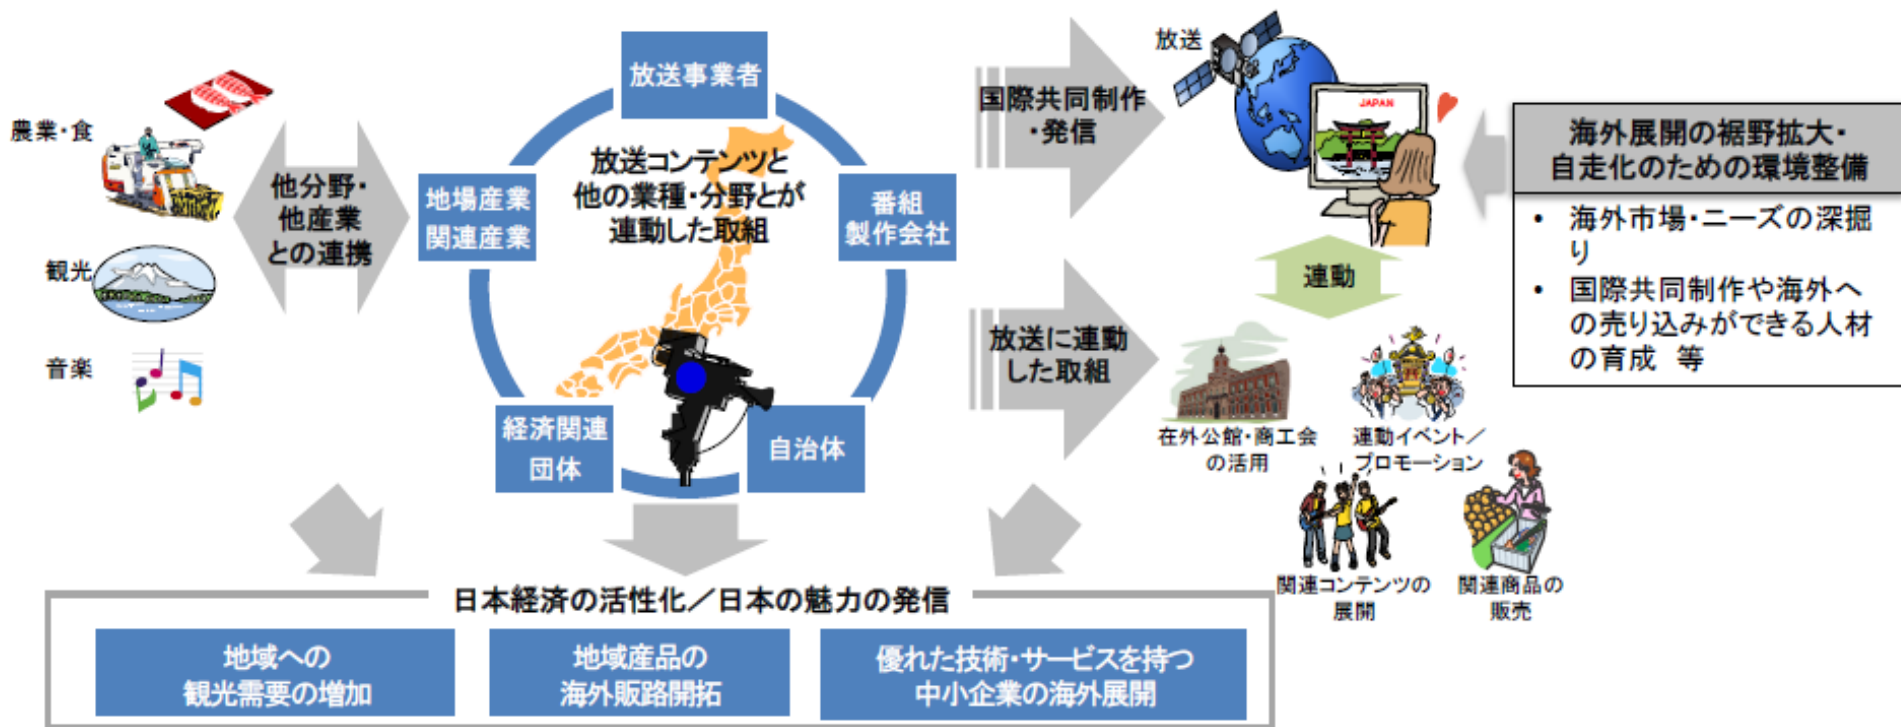 農業・食
観光
音楽
他分野・
他産業
との連携
放送事業者
放送コンテンツと
他の業種・分野とが
連動した取組
地場産業
関連産業
番組
製作会社
経済関連
団体
自治体
国際共同制作
・発信
放送に連動
した取組
放送
JAPAN
連動
在外公館・商工会
の活用
連動イベント／
プロモーション
関連コンテンツの
展開
関連商品の
販売
海外展開の裾野拡大・
自走化のための環境整備
• 海外市場・ニーズの深掘
り
• 国際共同制作や海外へ
の売り込みができる人材
の育成 等
日本経済の活性化／日本の魅力の発信
地域への
観光需要の増加
地域産品の
海外販路開拓
優れた技術・サービスを持つ
中小企業の海外展開